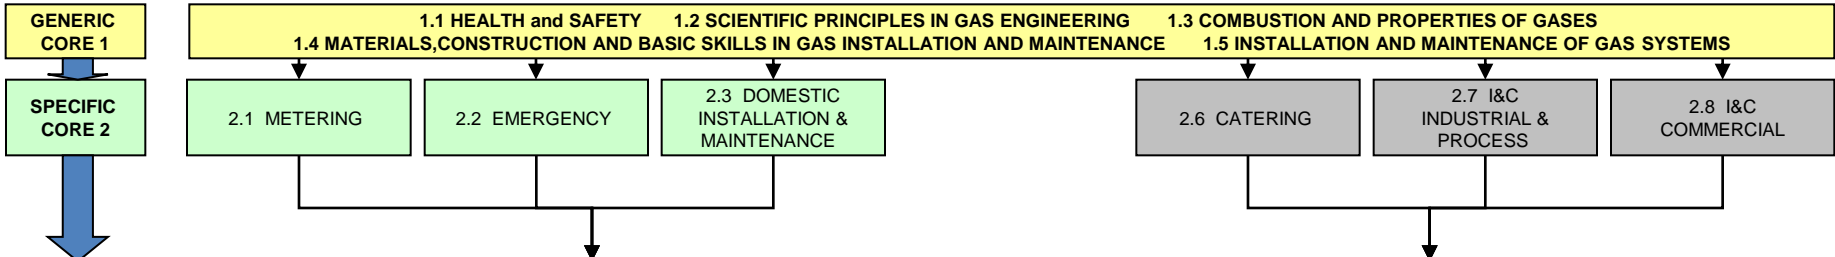 GENERIC
CORE 1
1.1 HEALTH and SAFETY 1.2 SCIENTIFIC PRINCIPLES IN GAS ENGINEERING 1.3 COMBUSTION AND PROPERTIES OF GASES
1.4 MATERIALS,CONSTRUCTION AND BASIC SKILLS IN GAS INSTALLATION AND MAINTENANCE 1.5 INSTALLATION AND MAINTENANCE OF GAS SYSTEMS
SPECIFIC
CORE 2
2.1 METERING
2.2 EMERGENCY
2.3 DOMESTIC
INSTALLATION &
MAINTENANCE
2.6 CATERING
2.7 I&C
INDUSTRIAL &
PROCESS
2.8 I&C
COMMERCIAL